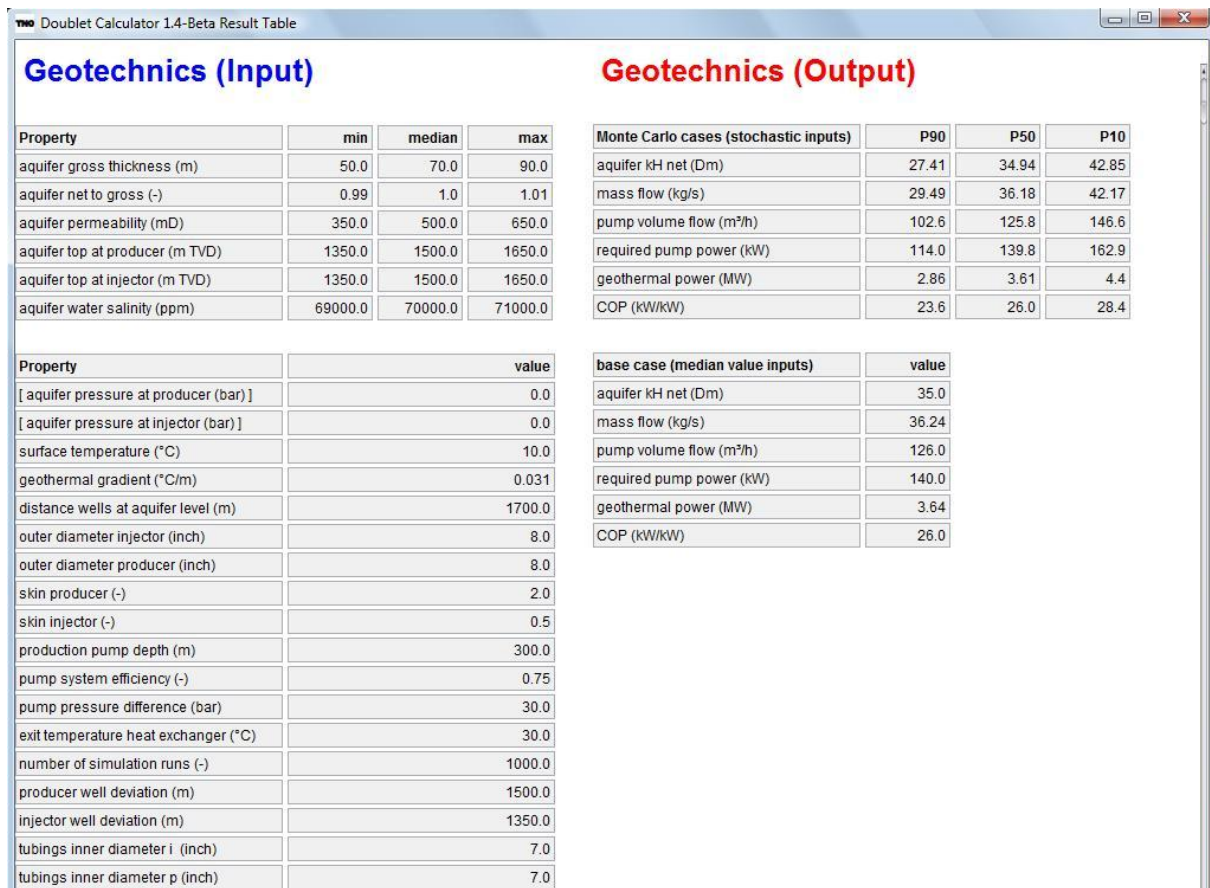 TNO Doublet Calculator 1.4-Beta Result Table
Geotechnics (Input)
Property min median max
aquifer gross thickness (m) 50.0 70.0 90.0
aquifer net to gross (-) 0.99 1.0 1.01
aquifer permeability (mD) 350.0 500.0 650.0
aquifer top at producer (m TVD) 1350.0 1500.0 1650.0
aquifer top at injector (m TVD) 1350.0 1500.0 1650.0
aquifer water salinity (ppm) 69000.0 70000.0 71000.0
Property value
[ aquifer pressure at producer (bar) ] 0.0
[ aquifer pressure at injector (bar) ] 0.0
surface temperature (°C) 10.0
geothermal gradient (°C/m) 0.031
distance wells at aquifer level (m) 1700.0
outer diameter injector (inch) 8.0
outer diameter producer (inch) 8.0
skin producer (-) 2.0
skin injector (-) 0.5
production pump depth (m) 300.0
pump system efficiency (-) 0.75
pump pressure difference (bar) 30.0
exit temperature heat exchanger (°C) 30.0
number of simulation runs (-) 1000.0
producer well deviation (m) 1500.0
injector well deviation (m) 1350.0
tubings inner diameter i (inch) 7.0
tubings inner diameter p (inch) 7.0
Geotechnics (Output)
Monte Carlo cases (stochastic inputs) P90 P50 P10
aquifer kH net (Dm) 27.41 34.94 42.85
mass flow (kg/s) 29.49 36.18 42.17
pump volume flow (m³/h) 102.6 125.8 146.6
required pump power (kW) 114.0 139.8 162.9
geothermal power (MW) 2.86 3.61 4.4
COP (kW/kW) 23.6 26.0 28.4
base case (median value inputs) value
aquifer kH net (Dm) 35.0
mass flow (kg/s) 36.24
pump volume flow (m³/h) 126.0
required pump power (kW) 140.0
geothermal power (MW) 3.64
COP (kW/kW) 26.0